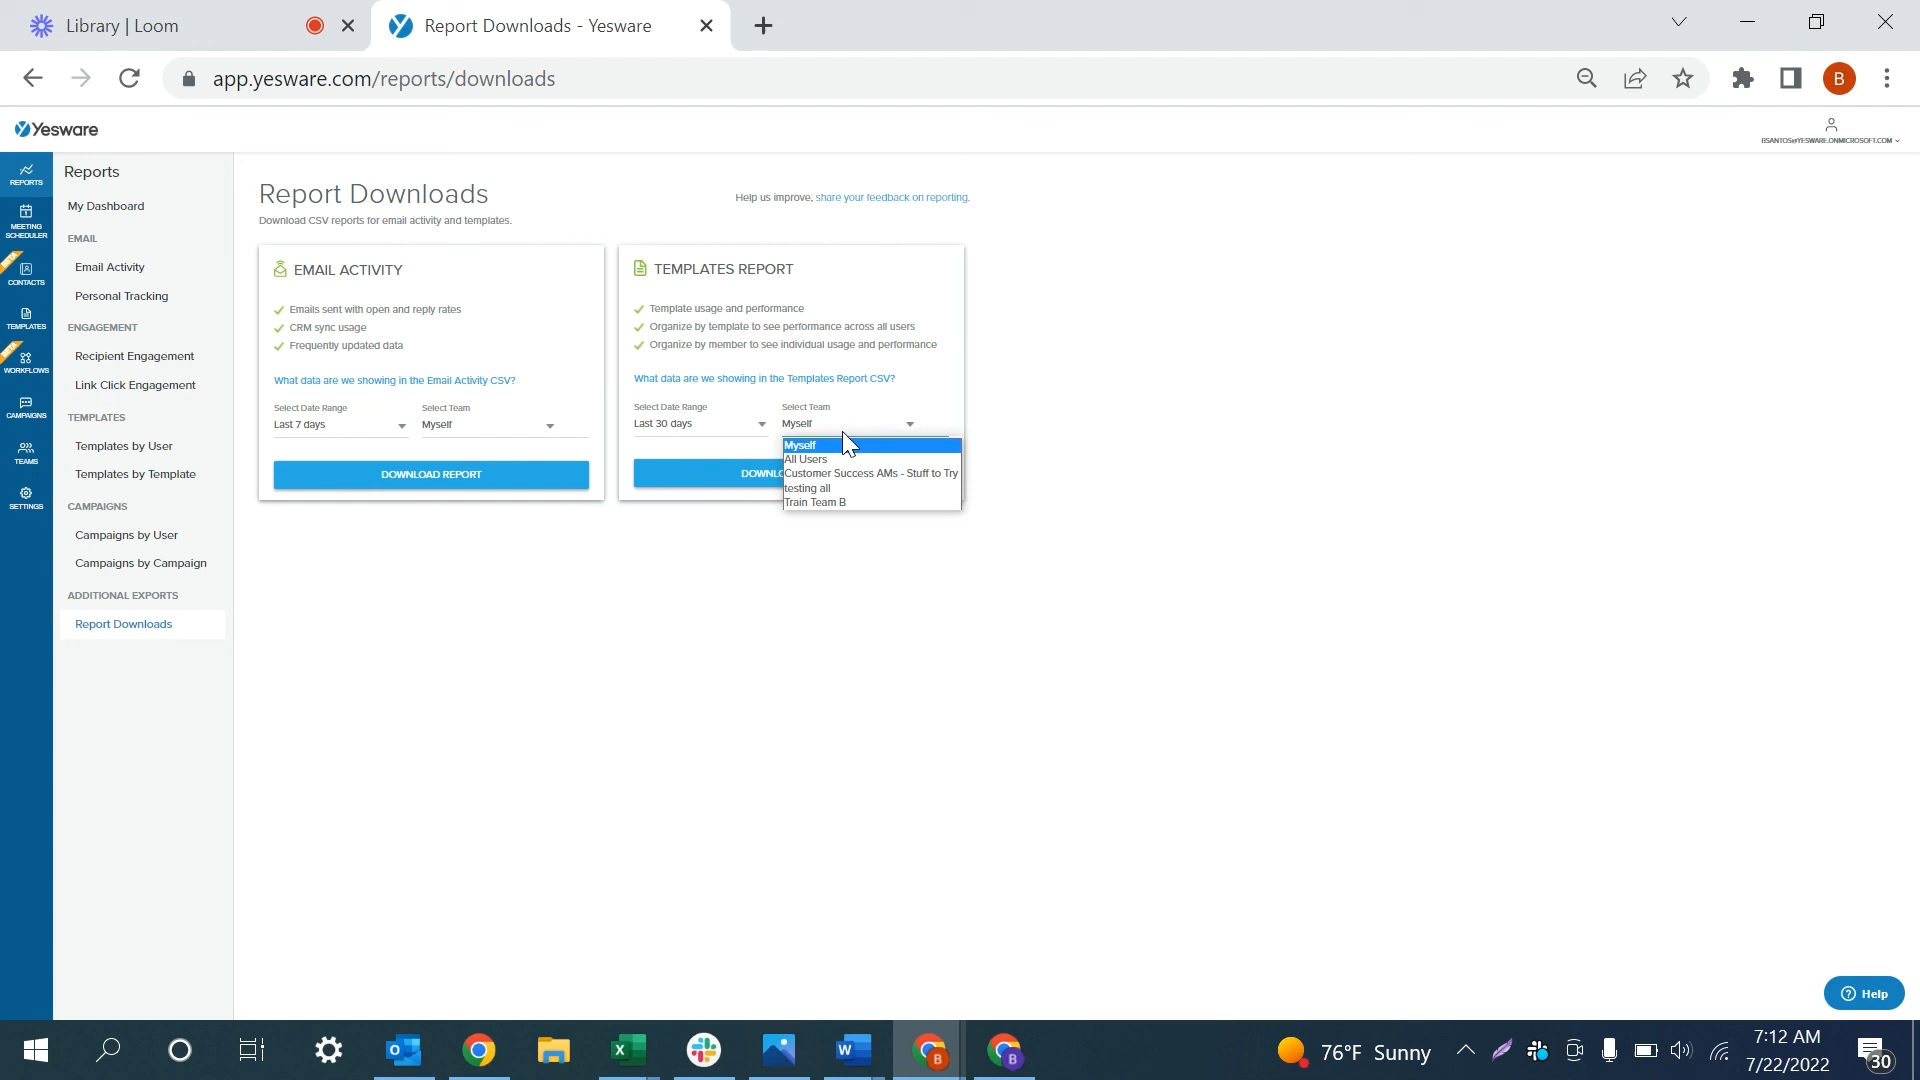 Library | Loom
Report Downloads - Yesware
app.yesware.com/reports/downloads
B
Yesware
BSANTOS@YESWARE.ONMICROSOFT.COM
REPORTS
MEETING
SCHEDULER
BETA
CONTACTS
TEMPLATES
BETA
WORKFLOWS
CAMPAIGNS
TEAMS
SETTINGS
Reports
My Dashboard
EMAIL
Email Activity
Personal Tracking
ENGAGEMENT
Recipient Engagement
Link Click Engagement
TEMPLATES
Templates by User
Templates by Template
CAMPAIGNS
Campaigns by User
Campaigns by Campaign
ADDITIONAL EXPORTS
Report Downloads
Report Downloads
Help us improve, share your feedback on reporting.
Download CSV reports for email activity and templates.
EMAIL ACTIVITY
Emails sent with open and reply rates
CRM sync usage
Frequently updated data
What data are we showing in the Email Activity CSV?
Select Date Range
Select Team
Last 7 days
Myself
DOWNLOAD REPORT
TEMPLATES REPORT
Template usage and performance
Organize by template to see performance across all users
Organize by member to see individual usage and performance
What data are we showing in the Templates Report CSV?
Select Date Range
Select Team
Last 30 days
Myself
DOWNLO
Myself
All Users
Customer Success AMs - Stuff to Try
testing all
Train Team B
Help
76°F Sunny
7:12 AM
7/22/2022
30